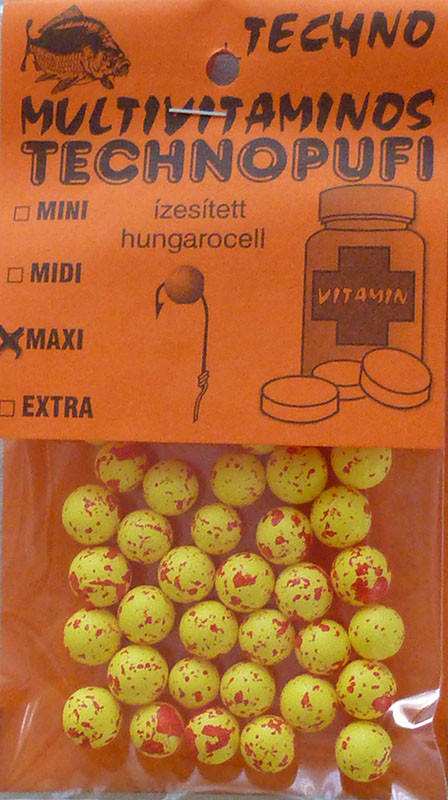 TECHNO
MULTIVITAMINOS
TECHNOPUFI
MINI
ízesített
hungarocell
MIDI
VITAMIN
MAXI
EXTRA